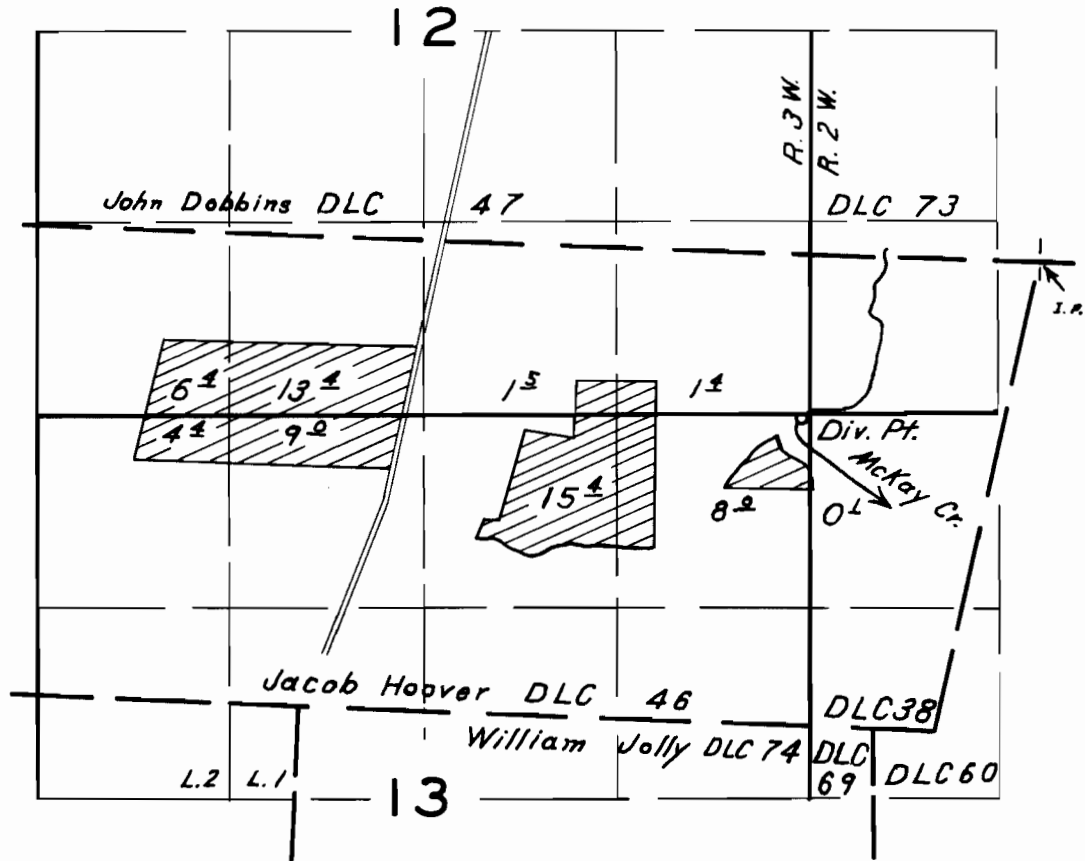 12
R. 3 W.
R. 2 W.
John Dobbins DLC 47
DLC 73
I.P.
6 4 13 4 1 5 1 4
4 4 9 0
Div. Pt.
McKay Cr.
15 4
8 0
0 1
Jacob Hoover DLC 46
DLC 38
William Jolly DLC 74
DLC 69
DLC 60
L.2 L.1
13